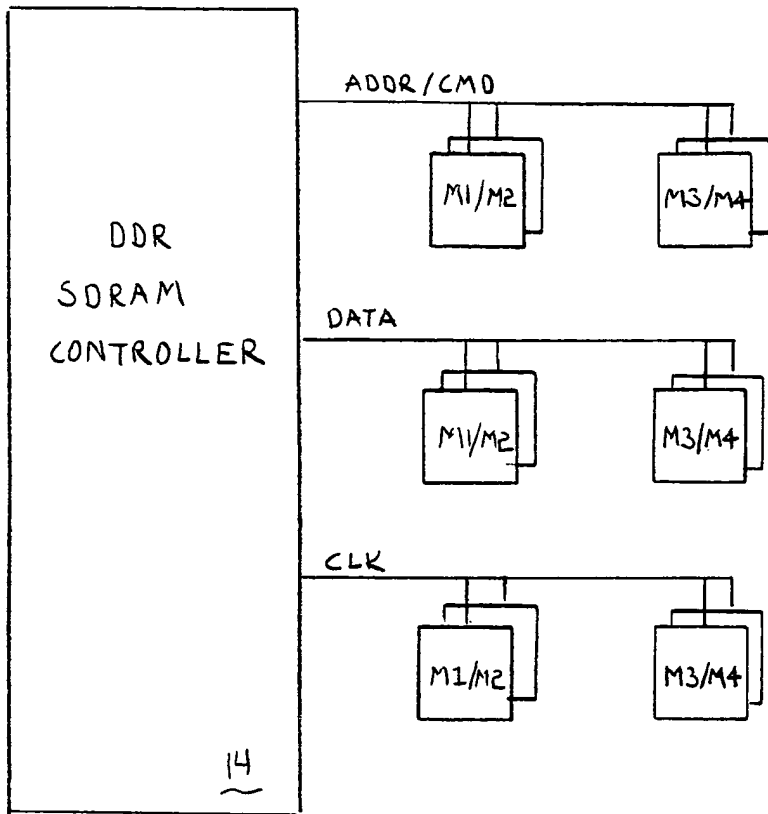 ADDR/CMD
M1/M2
M3/M4
DDR
SDRAM
CONTROLLER
DATA
M1/M2
M3/M4
CLK
M1/M2
M3/M4
14